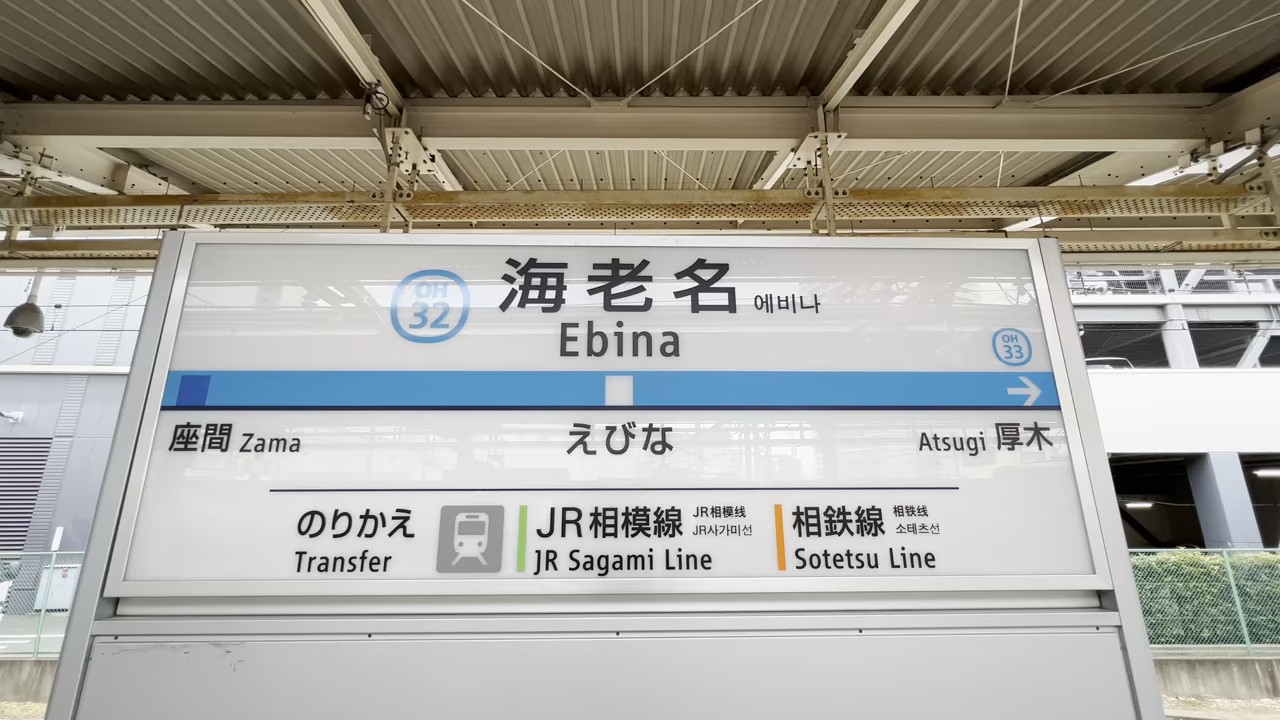 OH
32
海老名 에비나
Ebina
OH
33
座間 Zama
えびな
Atsugi 厚木
のりかえ
Transfer
JR相模線
JR相模线
JR사가미선
JR Sagami Line
相鉄線
相铁线
소테츠선
Sotetsu Line